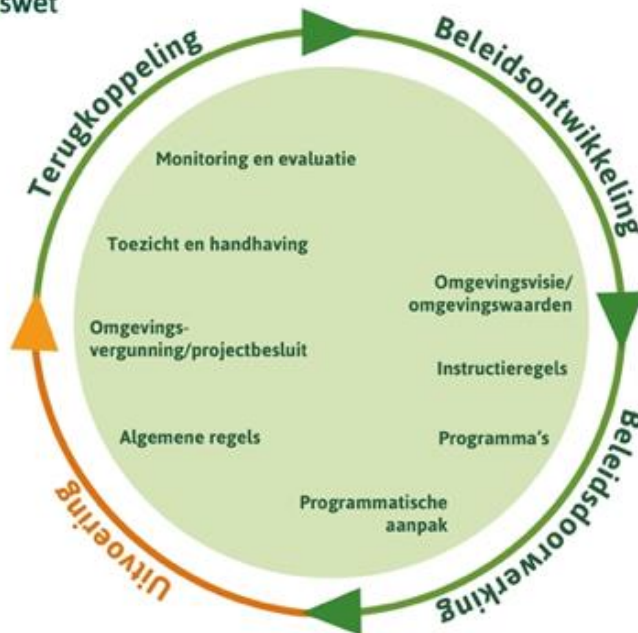 swet
Terugkoppeling
Beleidsontwikkeling
Monitoring en evaluatie
Toezicht en handhaving
Omgevingsvisie/
omgevingswaarden
Omgevings-
vergunning/projectbesluit
Instructieregels
Algemene regels
Programma's
Programmatische
aanpak
Uitvoering
Beleidsdoorwerking